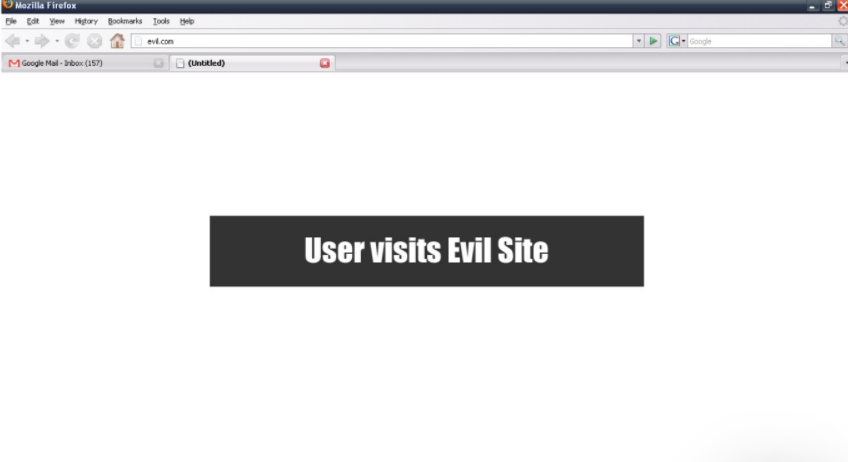 Mozilla Firefox
File Edit View History Bookmarks Tools Help
evil.com
G Google
Google Mail - Inbox (157)
(Untitled)
User visits Evil Site